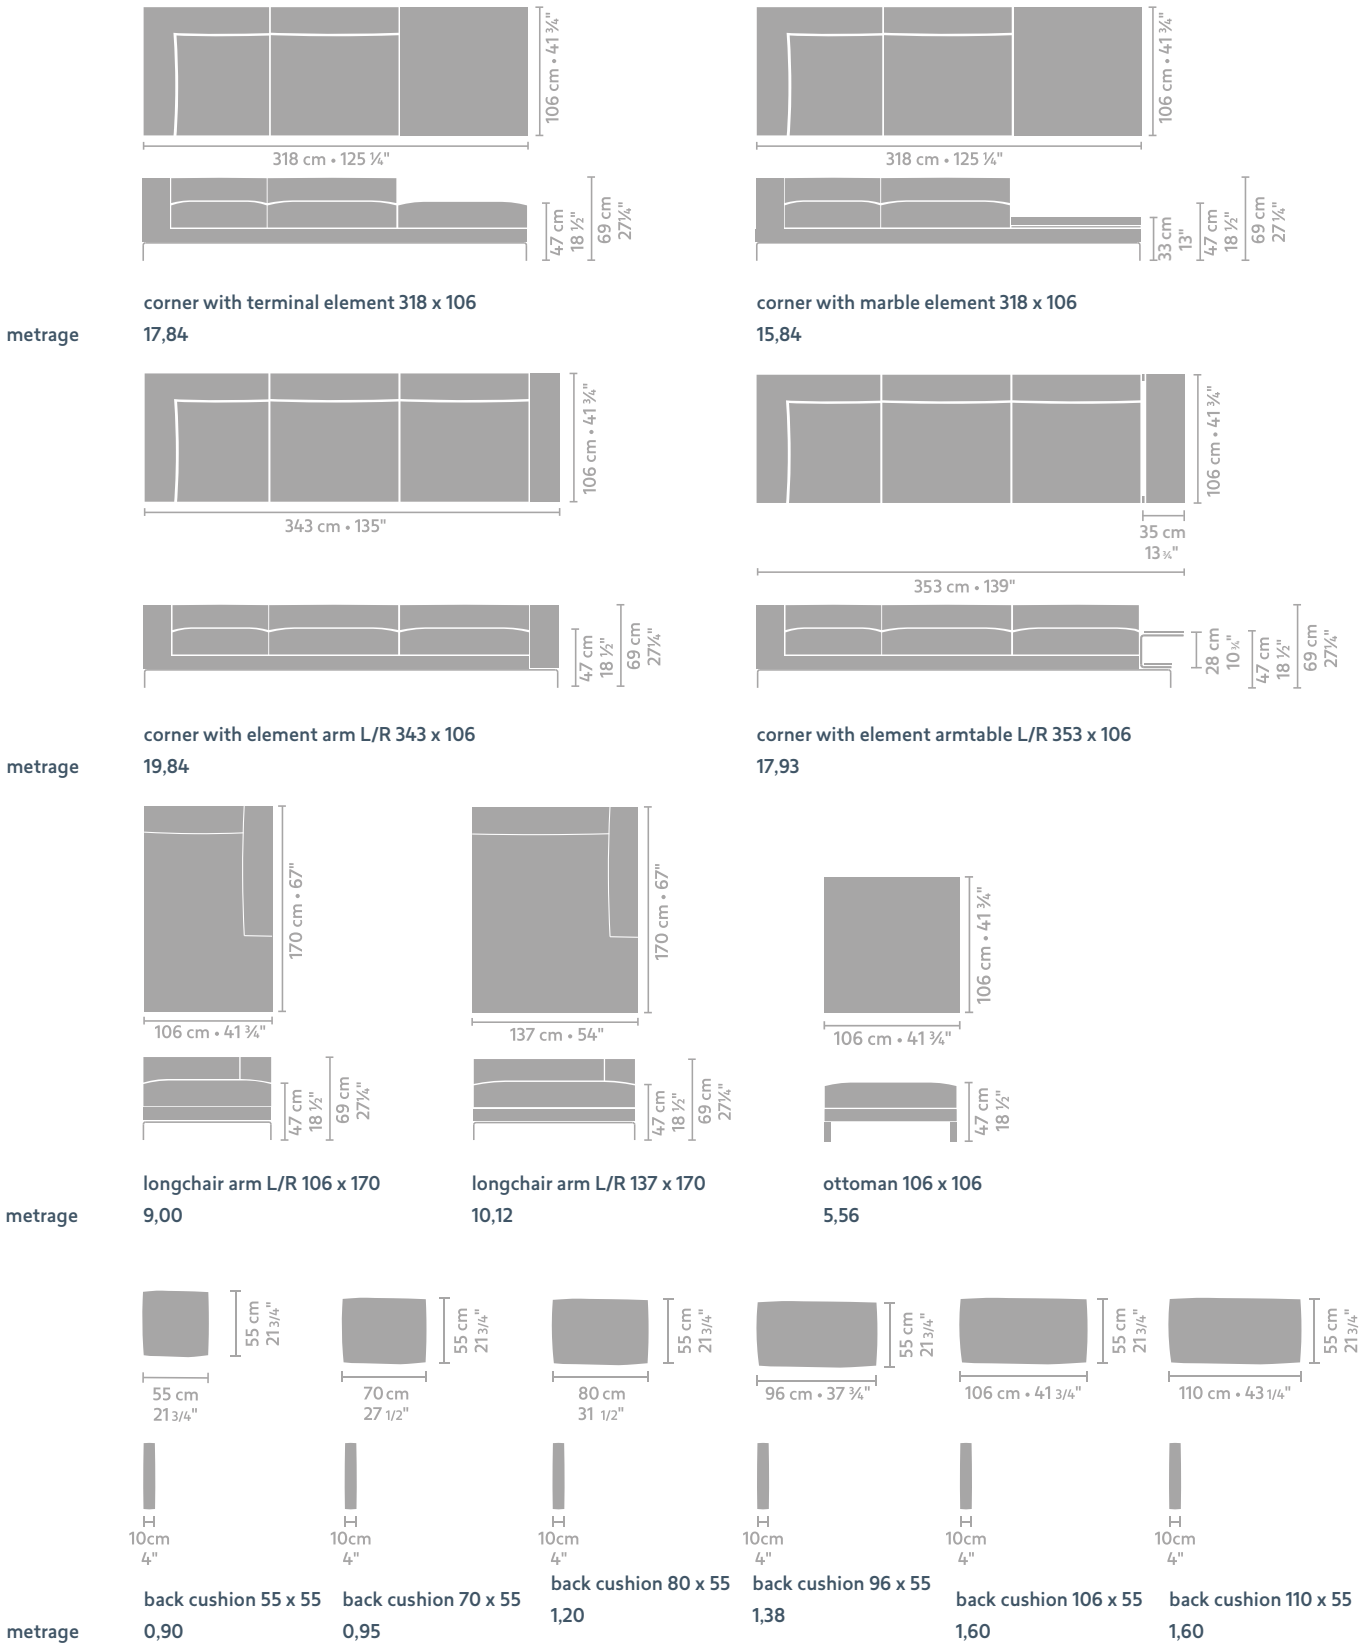 106 cm • 41 ¾"
318 cm • 125 ¼"
47 cm
18 ½"
69 cm
27¼"
106 cm • 41 ¾"
318 cm • 125 ¼"
33 cm
13"
47 cm
18 ½"
69 cm
27 ¼"
corner with terminal element 318 x 106
corner with marble element 318 x 106
metrage
17,84
15,84
106 cm • 41 ¾"
343 cm • 135"
47 cm
18 ½"
69 cm
27¼"
106 cm • 41 ¾"
35 cm
13 ¾"
353 cm • 139"
28 cm
10 ¾"
47 cm
18 ½"
69 cm
27¼"
corner with element arm L/R 343 x 106
corner with element armtable L/R 353 x 106
metrage
19,84
17,93
170 cm • 67"
106 cm • 41 ¾"
47 cm
18 ½"
69 cm
27¼"
170 cm • 67"
137 cm • 54"
47 cm
18 ½"
69 cm
27¼"
106 cm • 41 ¾"
106 cm • 41 ¾"
47 cm
18 ½"
longchair arm L/R 106 x 170
longchair arm L/R 137 x 170
ottoman 106 x 106
metrage
9,00
10,12
5,56
55 cm
21 3/4"
55 cm
21 3/4"
55 cm
21 3/4"
70 cm
27 1/2"
55 cm
21 3/4"
80 cm
31 1/2"
55 cm
21 3/4"
96 cm • 37 ¾"
55 cm
21 3/4"
106 cm • 41 3/4"
55 cm
21 3/4"
110 cm • 43 1/4"
10cm
4"
10cm
4"
10cm
4"
10cm
4"
10cm
4"
10cm
4"
back cushion 55 x 55
back cushion 70 x 55
back cushion 80 x 55
back cushion 96 x 55
back cushion 106 x 55
back cushion 110 x 55
metrage
0,90
0,95
1,20
1,38
1,60
1,60